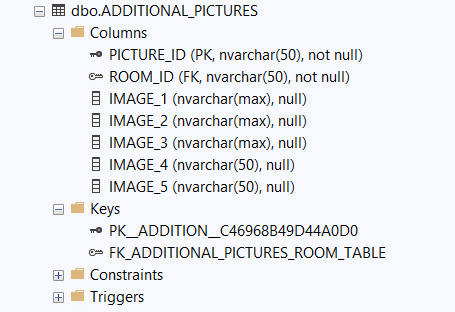 dbo.ADDITIONAL_PICTURES
Columns
PICTURE_ID (PK, nvarchar(50), not null)
ROOM_ID (FK, nvarchar(50), not null)
IMAGE_1 (nvarchar(max), null)
IMAGE_2 (nvarchar(max), null)
IMAGE_3 (nvarchar(max), null)
IMAGE_4 (nvarchar(50), null)
IMAGE_5 (nvarchar(50), null)
Keys
PK__ADDITION__C46968B49D44A0D0
FK_ADDITIONAL_PICTURES_ROOM_TABLE
Constraints
Triggers